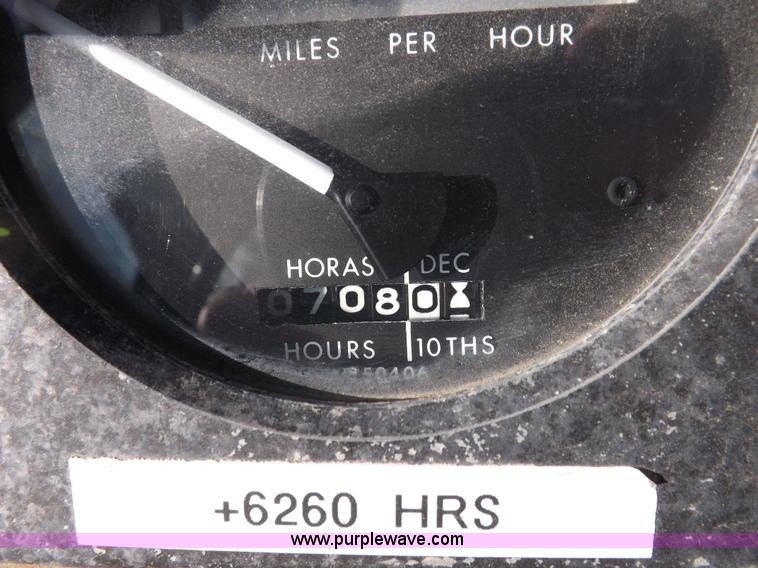 MILES PER HOUR
HORAS DEC
07080
HOURS 10THS
+6260 HRS
www.purplewave.com